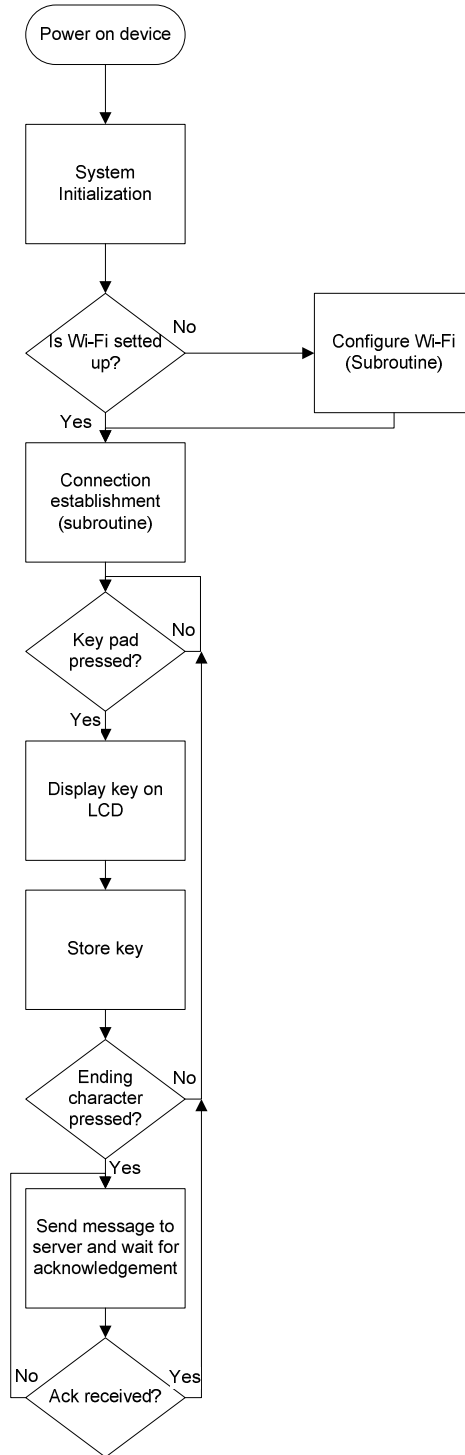 Power on device
System
Initialization
Is Wi-Fi setted
up?
No
Configure Wi-Fi
(Subroutine)
Yes
Connection
establishment
(subroutine)
Key pad
pressed?
No
Yes
Display key on
LCD
Store key
Ending
character
pressed?
No
Yes
Send message to
server and wait for
acknowledgement
No
Ack received?
Yes